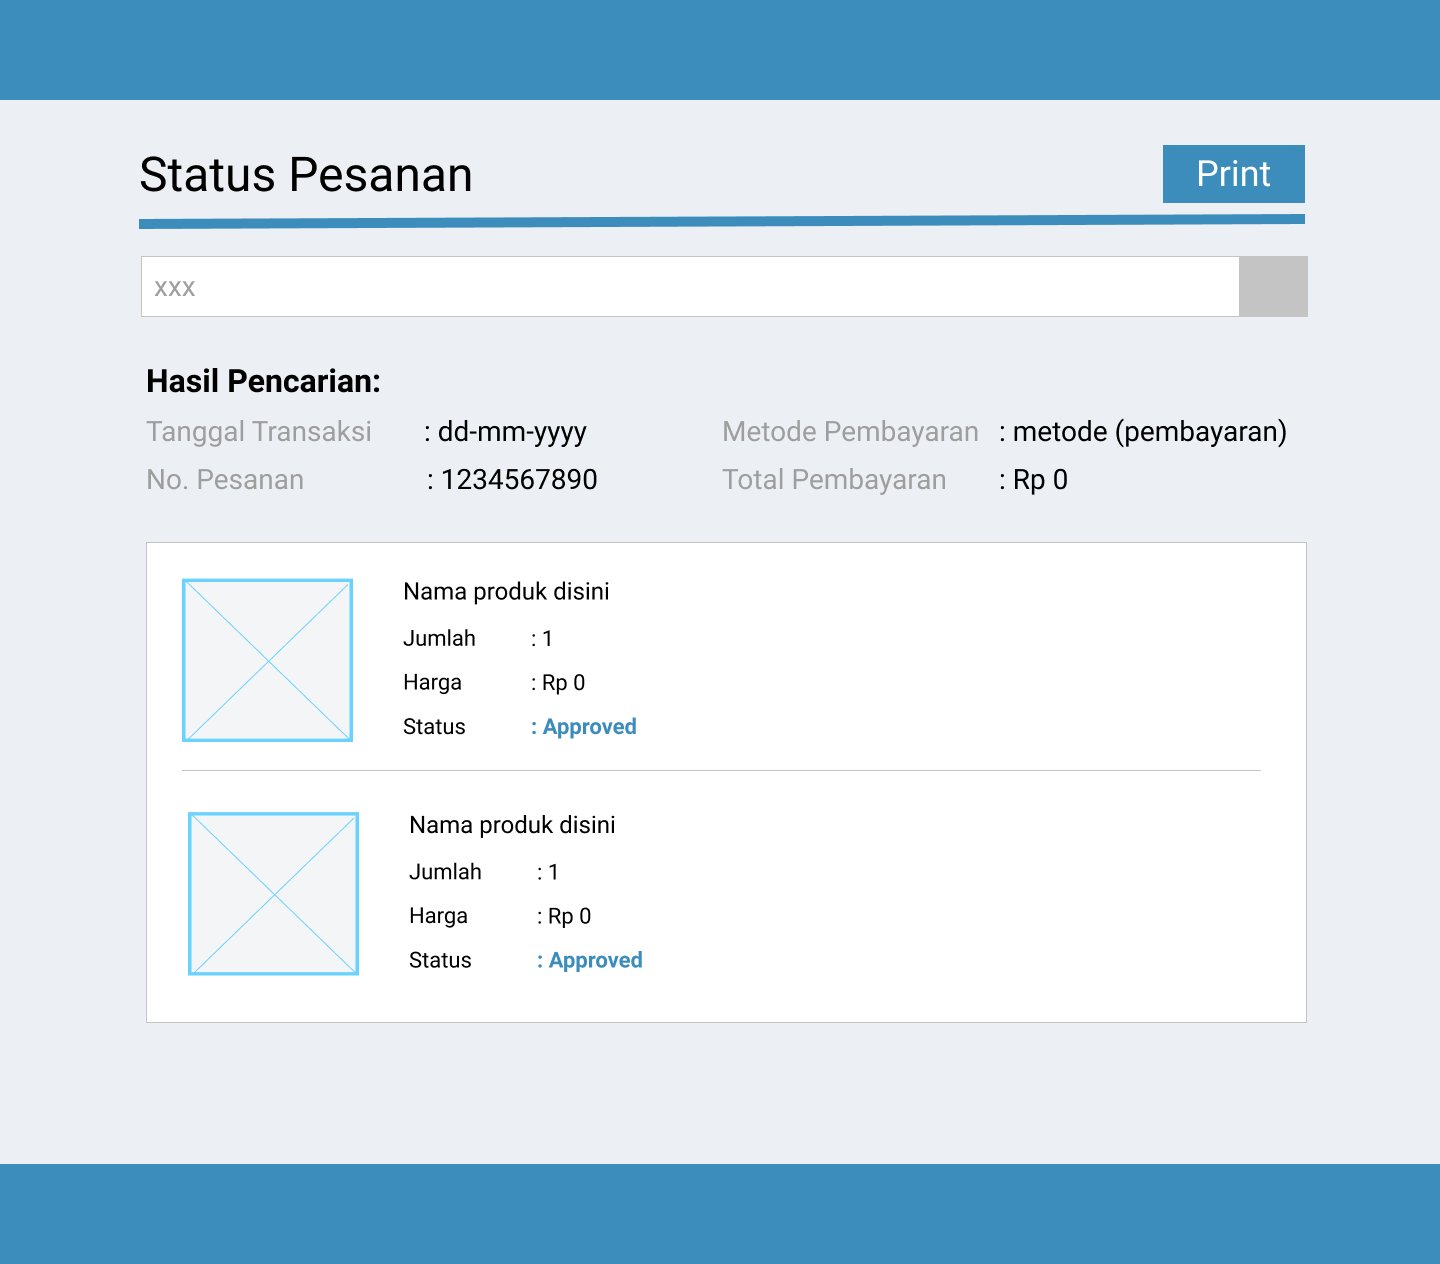 Status Pesanan
Print
xxx
Hasil Pencarian:
Tanggal Transaksi : dd-mm-yyyy Metode Pembayaran : metode (pembayaran)
No. Pesanan : 1234567890 Total Pembayaran : Rp 0
Nama produk disini
Jumlah : 1
Harga : Rp 0
Status : Approved
Nama produk disini
Jumlah : 1
Harga : Rp 0
Status : Approved